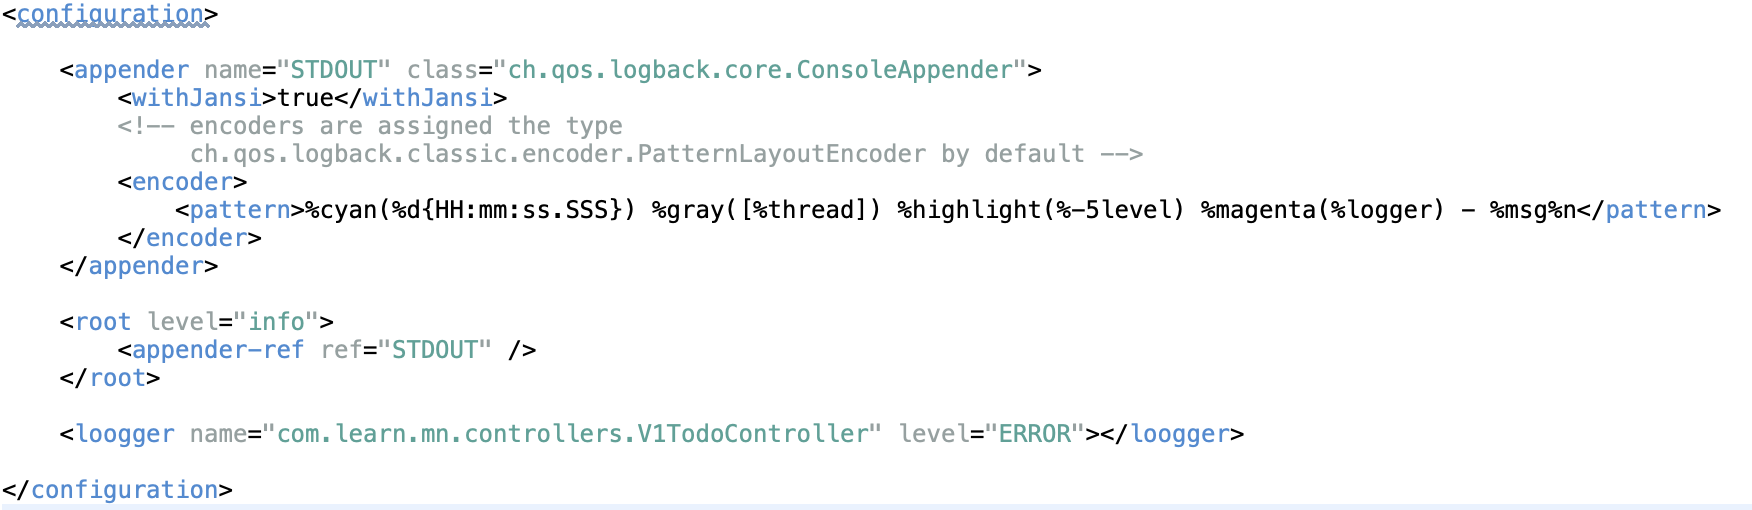 <configuration>
<appender name="STDOUT" class="ch.qos.logback.core.ConsoleAppender">
<withJansi>true</withJansi>
<!-- encoders are assigned the type
ch.qos.logback.classic.encoder.PatternLayoutEncoder by default -->
<encoder>
<pattern>%cyan(%d{HH:mm:ss.SSS}) %gray([%thread]) %highlight(%-5level) %magenta(%logger) - %msg%n</pattern>
</encoder>
</appender>
<root level="info">
<appender-ref ref="STDOUT" />
</root>
<loogger name="com.learn.mn.controllers.V1TodoController" level="ERROR"></loogger>
</configuration>